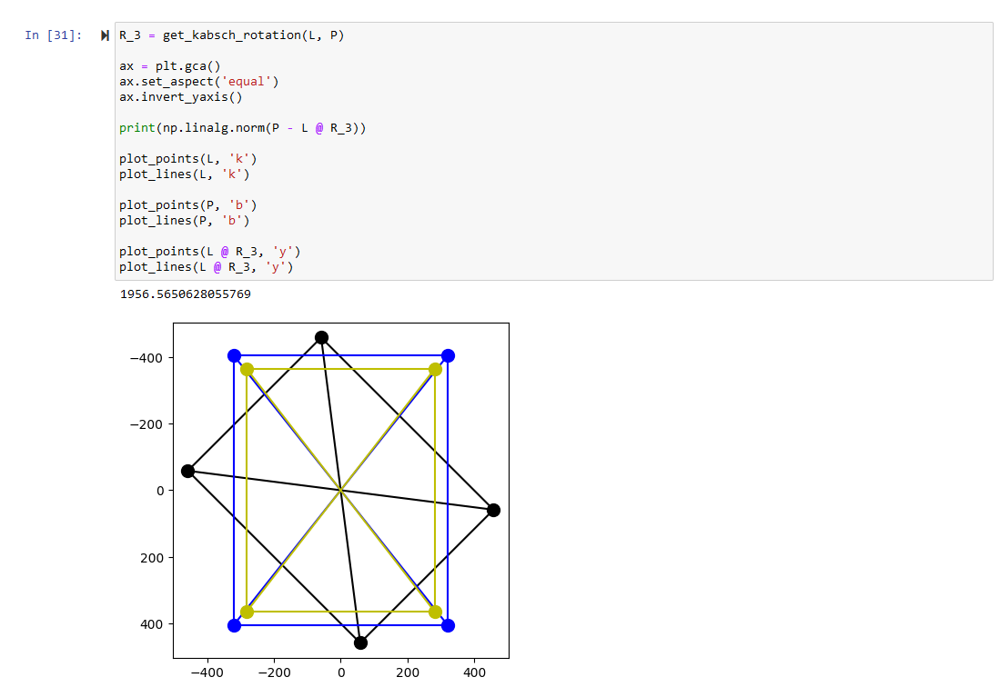 In [31]:
R_3 = get_kabsch_rotation(L, P)
ax = plt.gca()
ax.set_aspect('equal')
ax.invert_yaxis()
print(np.linalg.norm(P - L @ R_3))
plot_points(L, 'k')
plot_lines(L, 'k')
plot_points(P, 'b')
plot_lines(P, 'b')
plot_points(L @ R_3, 'y')
plot_lines(L @ R_3, 'y')
1956.5650628055769
−400
−200
0
200
400
−400 −200 0 200 400